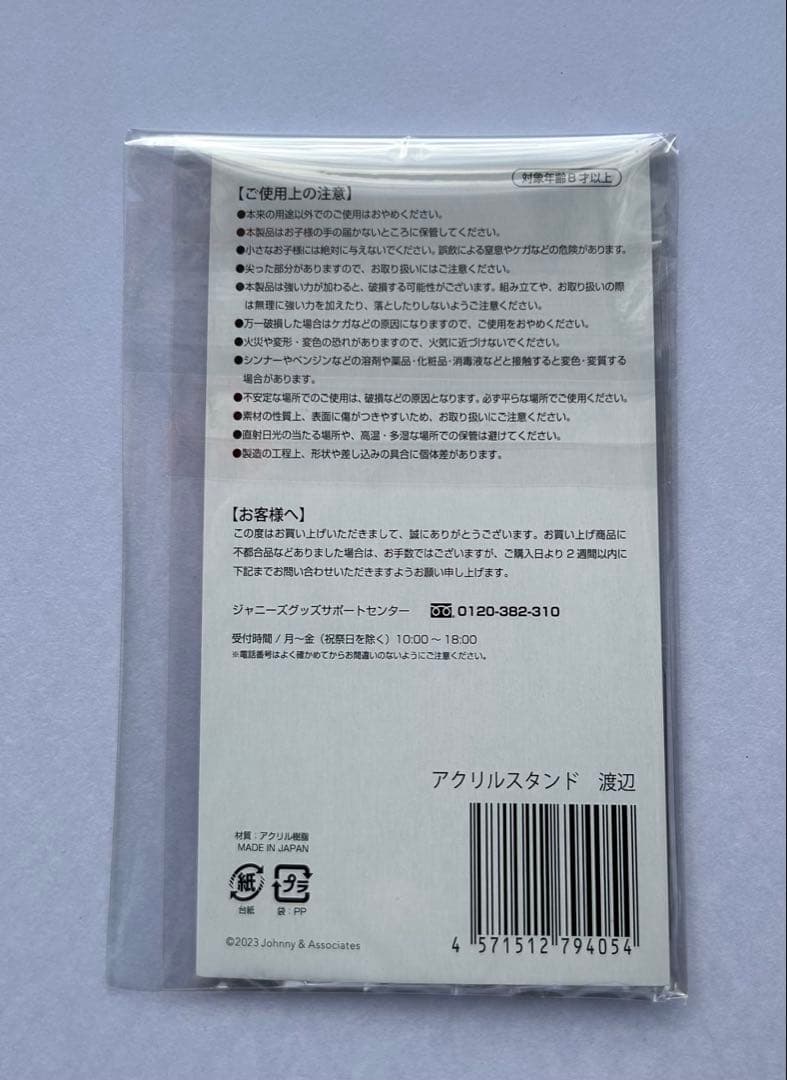 対象年齢8才以上
【ご使用上の注意】
●本来の用途以外でのご使用はおやめください。
●本製品はお子様の手の届かないところに保管してください。
●小さなお子様には絶対に与えないでください。誤飲による窒息やケガなどの危険があります。
●尖った部分がありますので、お取り扱いにはご注意ください。
●本製品は強い力が加わると、破損する可能性がございます。組み立てや、お取り扱いの際
は無理に強い力を加えたり、落としたりしないようご注意ください。
●万一破損した場合はケガなどの原因になりますので、ご使用をおやめください。
●火災や変形・変色の恐れがありますので、火気に近づけないでください。
●シンナーやベンジンなどの溶剤や薬品・化粧品・消毒液などと接触すると変色・変質する
場合があります。
●不安定な場所でのご使用は、破損などの原因となります。必ず平らな場所でご使用ください。
●素材の性質上、表面に傷がつきやすいため、お取り扱いにご注意ください。
●直射日光の当たる場所や、高温・多湿な場所での保管は避けてください。
●製造の工程上、形状や差し込みの具合に個体差があります。
【お客様へ】
この度はお買い上げいただきまして、誠にありがとうございます。お買い上げ商品に
不都合品などありました場合は、お手数ではございますが、ご購入日より2週間以内に
下記までお問い合わせいただきますようお願い申し上げます。
ジャニーズグッズサポートセンター 0120-382-310
受付時間/月〜金(祝祭日を除く)10:00〜18:00
※電話番号はよく確かめてからお間違いのないようにご注意ください。
アクリルスタンド 渡辺
材質:アクリル樹脂
MADE IN JAPAN
紙 プラ
台紙 袋:PP
©2023 Johnny & Associates
4 571512 794054